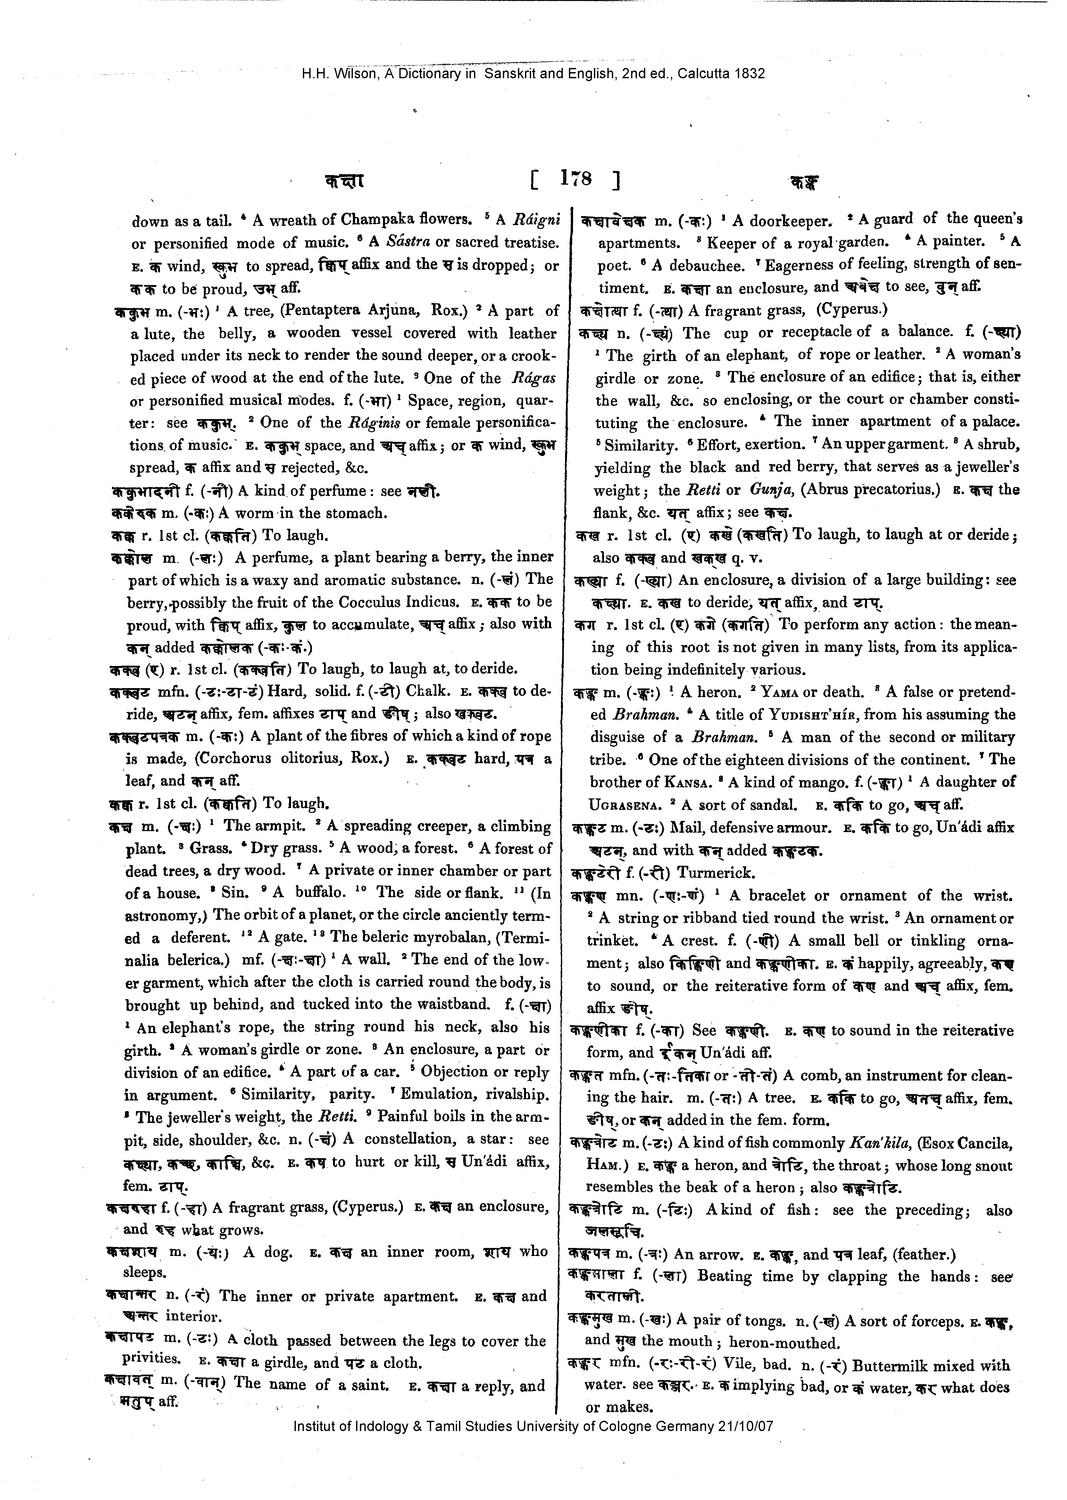 H.H. Wilson, A Dictionary in Sanskrit and English, 2nd ed., Calcutta 1832
कक्षा [ 178 ] कङ्क
down as a tail. ⁴ A wreath of Champaka flowers. ⁵ A Ráigni
or personified mode of music. ⁶ A Sástra or sacred treatise.
E. क wind, स्कुभ to spread, क्विप् affix and the स is dropped; or
कक to be proud, उभ् aff.
ककुभ m. (-भः) ¹ A tree, (Pentaptera Arjuna, Rox.) ² A part of
a lute, the belly, a wooden vessel covered with leather
placed under its neck to render the sound deeper, or a crook-
ed piece of wood at the end of the lute. ³ One of the Rágas
or personified musical modes. f. (-भा) ¹ Space, region, quar-
ter: see ककुभ्. ² One of the Ráginis or female personifica-
tions of music. E. ककुभ् space, and अच् affix; or क wind, स्कुभ
spread, क affix and स rejected, &c.
ककुभादनी f. (-नी) A kind of perfume: see नली.
ककेरुक m. (-कः) A worm in the stomach.
कक्क r. 1st cl. (कक्कति) To laugh.
कक्कोल m. (-लः) A perfume, a plant bearing a berry, the inner
part of which is a waxy and aromatic substance. n. (-लं) The
berry, possibly the fruit of the Cocculus Indicus. E. कक to be
proud, with क्विप् affix, कुल to accumulate, अच् affix; also with
कन् added कक्कोलक (-कः-कं.)
कक्ख (ए) r. 1st cl. (कक्खति) To laugh, to laugh at, to deride.
कक्खट mfn. (-टः-टा-टं) Hard, solid. f. (-टी) Chalk. E. कक्ख to de-
ride, अटन् affix, fem. affixes टाप् and ङीष्; also खक्खट.
कक्खटपत्रक m. (-कः) A plant of the fibres of which a kind of rope
is made, (Corchorus olitorius, Rox.) E. कक्खट hard, पत्र a
leaf, and कन् aff.
कक्क r. 1st cl. (कक्कति) To laugh.
कक्ष m. (-क्षः) ¹ The armpit. ² A spreading creeper, a climbing
plant. ³ Grass. ⁴ Dry grass. ⁵ A wood, a forest. ⁶ A forest of
dead trees, a dry wood. ⁷ A private or inner chamber or part
of a house. ⁸ Sin. ⁹ A buffalo. ¹⁰ The side or flank. ¹¹ (In
astronomy,) The orbit of a planet, or the circle anciently term-
ed a deferent. ¹² A gate. ¹³ The beleric myrobalan, (Termi-
nalia belerica.) mf. (-क्षः-क्षा) ¹ A wall. ² The end of the low-
er garment, which after the cloth is carried round the body, is
brought up behind, and tucked into the waistband. f. (-क्षा)
¹ An elephant's rope, the string round his neck, also his
girth. ² A woman's girdle or zone. ³ An enclosure, a part or
division of an edifice. ⁴ A part of a car. ⁵ Objection or reply
in argument. ⁶ Similarity, parity. ⁷ Emulation, rivalship.
⁸ The jeweller's weight, the Retti. ⁹ Painful boils in the arm-
pit, side, shoulder, &c. n. (-क्षं) A constellation, a star: see
कक्ष्या, कच्छ, काञ्चि, &c. E. कष to hurt or kill, स Un'ádi affix,
fem. टाप्.
कक्षरुहा f. (-हा) A fragrant grass, (Cyperus.) E. कक्ष an enclosure,
and रुह what grows.
कक्षशाय m. (-यः) A dog. E. कक्ष an inner room, शाय who
sleeps.
कक्षान्तर n. (-रं) The inner or private apartment. E. कक्ष and
अन्तर interior.
कक्षापट m. (-टः) A cloth passed between the legs to cover the
privities. E. कक्षा a girdle, and पट a cloth.
कक्षावत् m. (-वान्) The name of a saint. E. कक्षा a reply, and
मतुप् aff.
कक्षावेक्षक m. (-कः) ¹ A doorkeeper. ² A guard of the queen's
apartments. ³ Keeper of a royal garden. ⁴ A painter. ⁵ A
poet. ⁶ A debauchee. ⁷ Eagerness of feeling, strength of sen-
timent. E. कक्षा an enclosure, and अवेक्ष to see, वुन् aff.
कक्षोत्था f. (-त्था) A fragrant grass, (Cyperus.)
कक्ष्य n. (-क्ष्यं) The cup or receptacle of a balance. f. (-क्ष्या)
¹ The girth of an elephant, of rope or leather. ² A woman's
girdle or zone. ³ The enclosure of an edifice; that is, either
the wall, &c. so enclosing, or the court or chamber consti-
tuting the enclosure. ⁴ The inner apartment of a palace.
⁵ Similarity. ⁶ Effort, exertion. ⁷ An upper garment. ⁸ A shrub,
yielding the black and red berry, that serves as a jeweller's
weight; the Retti or Gunja, (Abrus precatorius.) E. कक्ष the
flank, &c. यत् affix; see कक्ष.
कख r. 1st cl. (ए) कखे (कखति) To laugh, to laugh at or deride;
also कक्ख and खक्ख q. v.
कख्या f. (-ख्या) An enclosure, a division of a large building: see
कक्ष्या. E. कख to deride, यत् affix, and टाप्.
कग r. 1st cl. (ए) कगे (कगति) To perform any action: the mean-
ing of this root is not given in many lists, from its applica-
tion being indefinitely various.
कङ्क m. (-ङ्कः) ¹ A heron. ² YAMA or death. ³ A false or pretend-
ed Brahman. ⁴ A title of YUDISHT'HÍR, from his assuming the
disguise of a Brahman. ⁵ A man of the second or military
tribe. ⁶ One of the eighteen divisions of the continent. ⁷ The
brother of KANSA. ⁸ A kind of mango. f. (-ङ्का) ¹ A daughter of
UGRASENA. ² A sort of sandal. E. ककि to go, अच् aff.
कङ्कट m. (-टः) Mail, defensive armour. E. ककि to go, Un'ádi affix
अटन्, and with कन् added कङ्कटक.
कङ्कटेरी f. (-री) Turmerick.
कङ्कण mn. (-णः-णं) ¹ A bracelet or ornament of the wrist.
² A string or ribband tied round the wrist. ³ An ornament or
trinket. ⁴ A crest. f. (-णी) A small bell or tinkling orna-
ment; also किङ्किणी and कङ्कणीका. E. कं happily, agreeably, कण
to sound, or the reiterative form of कण and अच् affix, fem.
affix ङीष्.
कङ्कणीका f. (-का) See कङ्कणी. E. कण to sound in the reiterative
form, and ईकन् Un'ádi aff.
कङ्कत mfn. (-तः-तिका or -ती-तं) A comb, an instrument for clean-
ing the hair. m. (-तः) A tree. E. ककि to go, अतच् affix, fem.
ङीष्, or कन् added in the fem. form.
कङ्कत्रोट m. (-टः) A kind of fish commonly Kan'kila, (Esox Cancila,
HAM.) E. कङ्क a heron, and त्रोटि, the throat; whose long snout
resembles the beak of a heron; also कङ्कत्रोटि.
कङ्कत्रोटि m. (-टिः) A kind of fish: see the preceding; also
जलसूचि.
कङ्कपत्र m. (-त्रः) An arrow. E. कङ्क, and पत्र leaf, (feather.)
कङ्कमाला f. (-ला) Beating time by clapping the hands: see
करताली.
कङ्कमुख m. (-खः) A pair of tongs. n. (-खं) A sort of forceps. E. कङ्क,
and मुख the mouth; heron-mouthed.
कङ्कर mfn. (-रः-री-रं) Vile, bad. n. (-रं) Buttermilk mixed with
water. see कञ्जर. E. क implying bad, or कं water, कर what does
or makes.
Institut of Indology & Tamil Studies University of Cologne Germany 21/10/07